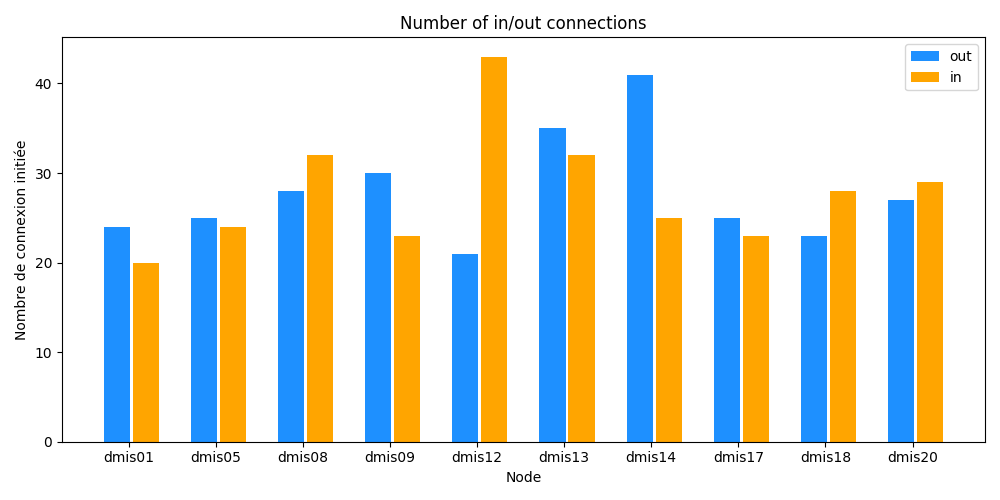 Number of in/out connections
out
in
Nombre de connexion initiée
40
30
20
10
0
dmis01 dmis05 dmis08 dmis09 dmis12 dmis13 dmis14 dmis17 dmis18 dmis20
Node